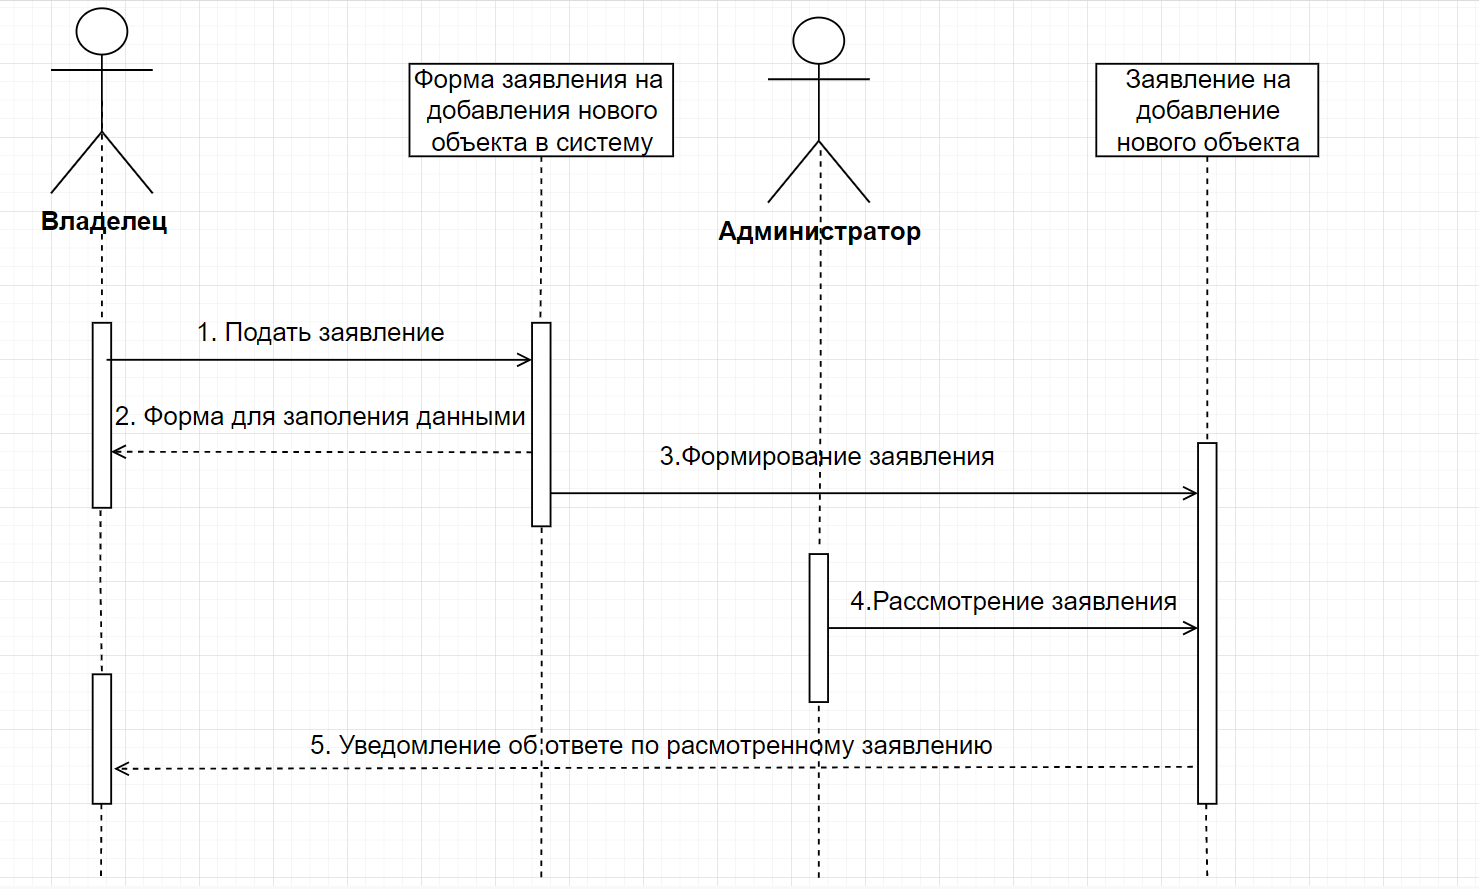 Форма заявления на
добавления нового
объекта в систему
Заявление на
добавление
нового объекта
Владелец
Администратор
1. Подать заявление
2. Форма для заполения данными
3.Формирование заявления
4.Рассмотрение заявления
5. Уведомление об ответе по расмотренному заявлению